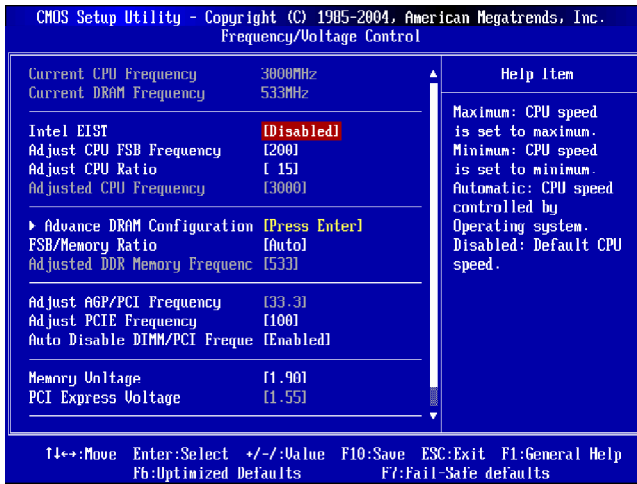 CMOS Setup Utility - Copyright (C) 1985-2004, American Megatrends, Inc.
Frequency/Voltage Control
Current CPU Frequency 3000MHz
Current DRAM Frequency 533MHz
Intel EIST [Disabled]
Adjust CPU FSB Frequency [200]
Adjust CPU Ratio [ 15]
Adjusted CPU Frequency [3000]
Advance DRAM Configuration [Press Enter]
FSB/Memory Ratio [Auto]
Adjusted DDR Memory Frequenc [533]
Adjust AGP/PCI Frequency [33.3]
Adjust PCIE Frequency [100]
Auto Disable DIMM/PCI Freque [Enabled]
Memory Voltage [1.90]
PCI Express Voltage [1.55]
Help Item
Maximum: CPU speed
is set to maximum.
Minimum: CPU speed
is set to minimum.
Automatic: CPU speed
controlled by
Operating system.
Disabled: Default CPU
speed.
↑↓←→:Move Enter:Select +/-/:Value F10:Save ESC:Exit F1:General Help
F6:Optimized Defaults F7:Fail-Safe defaults